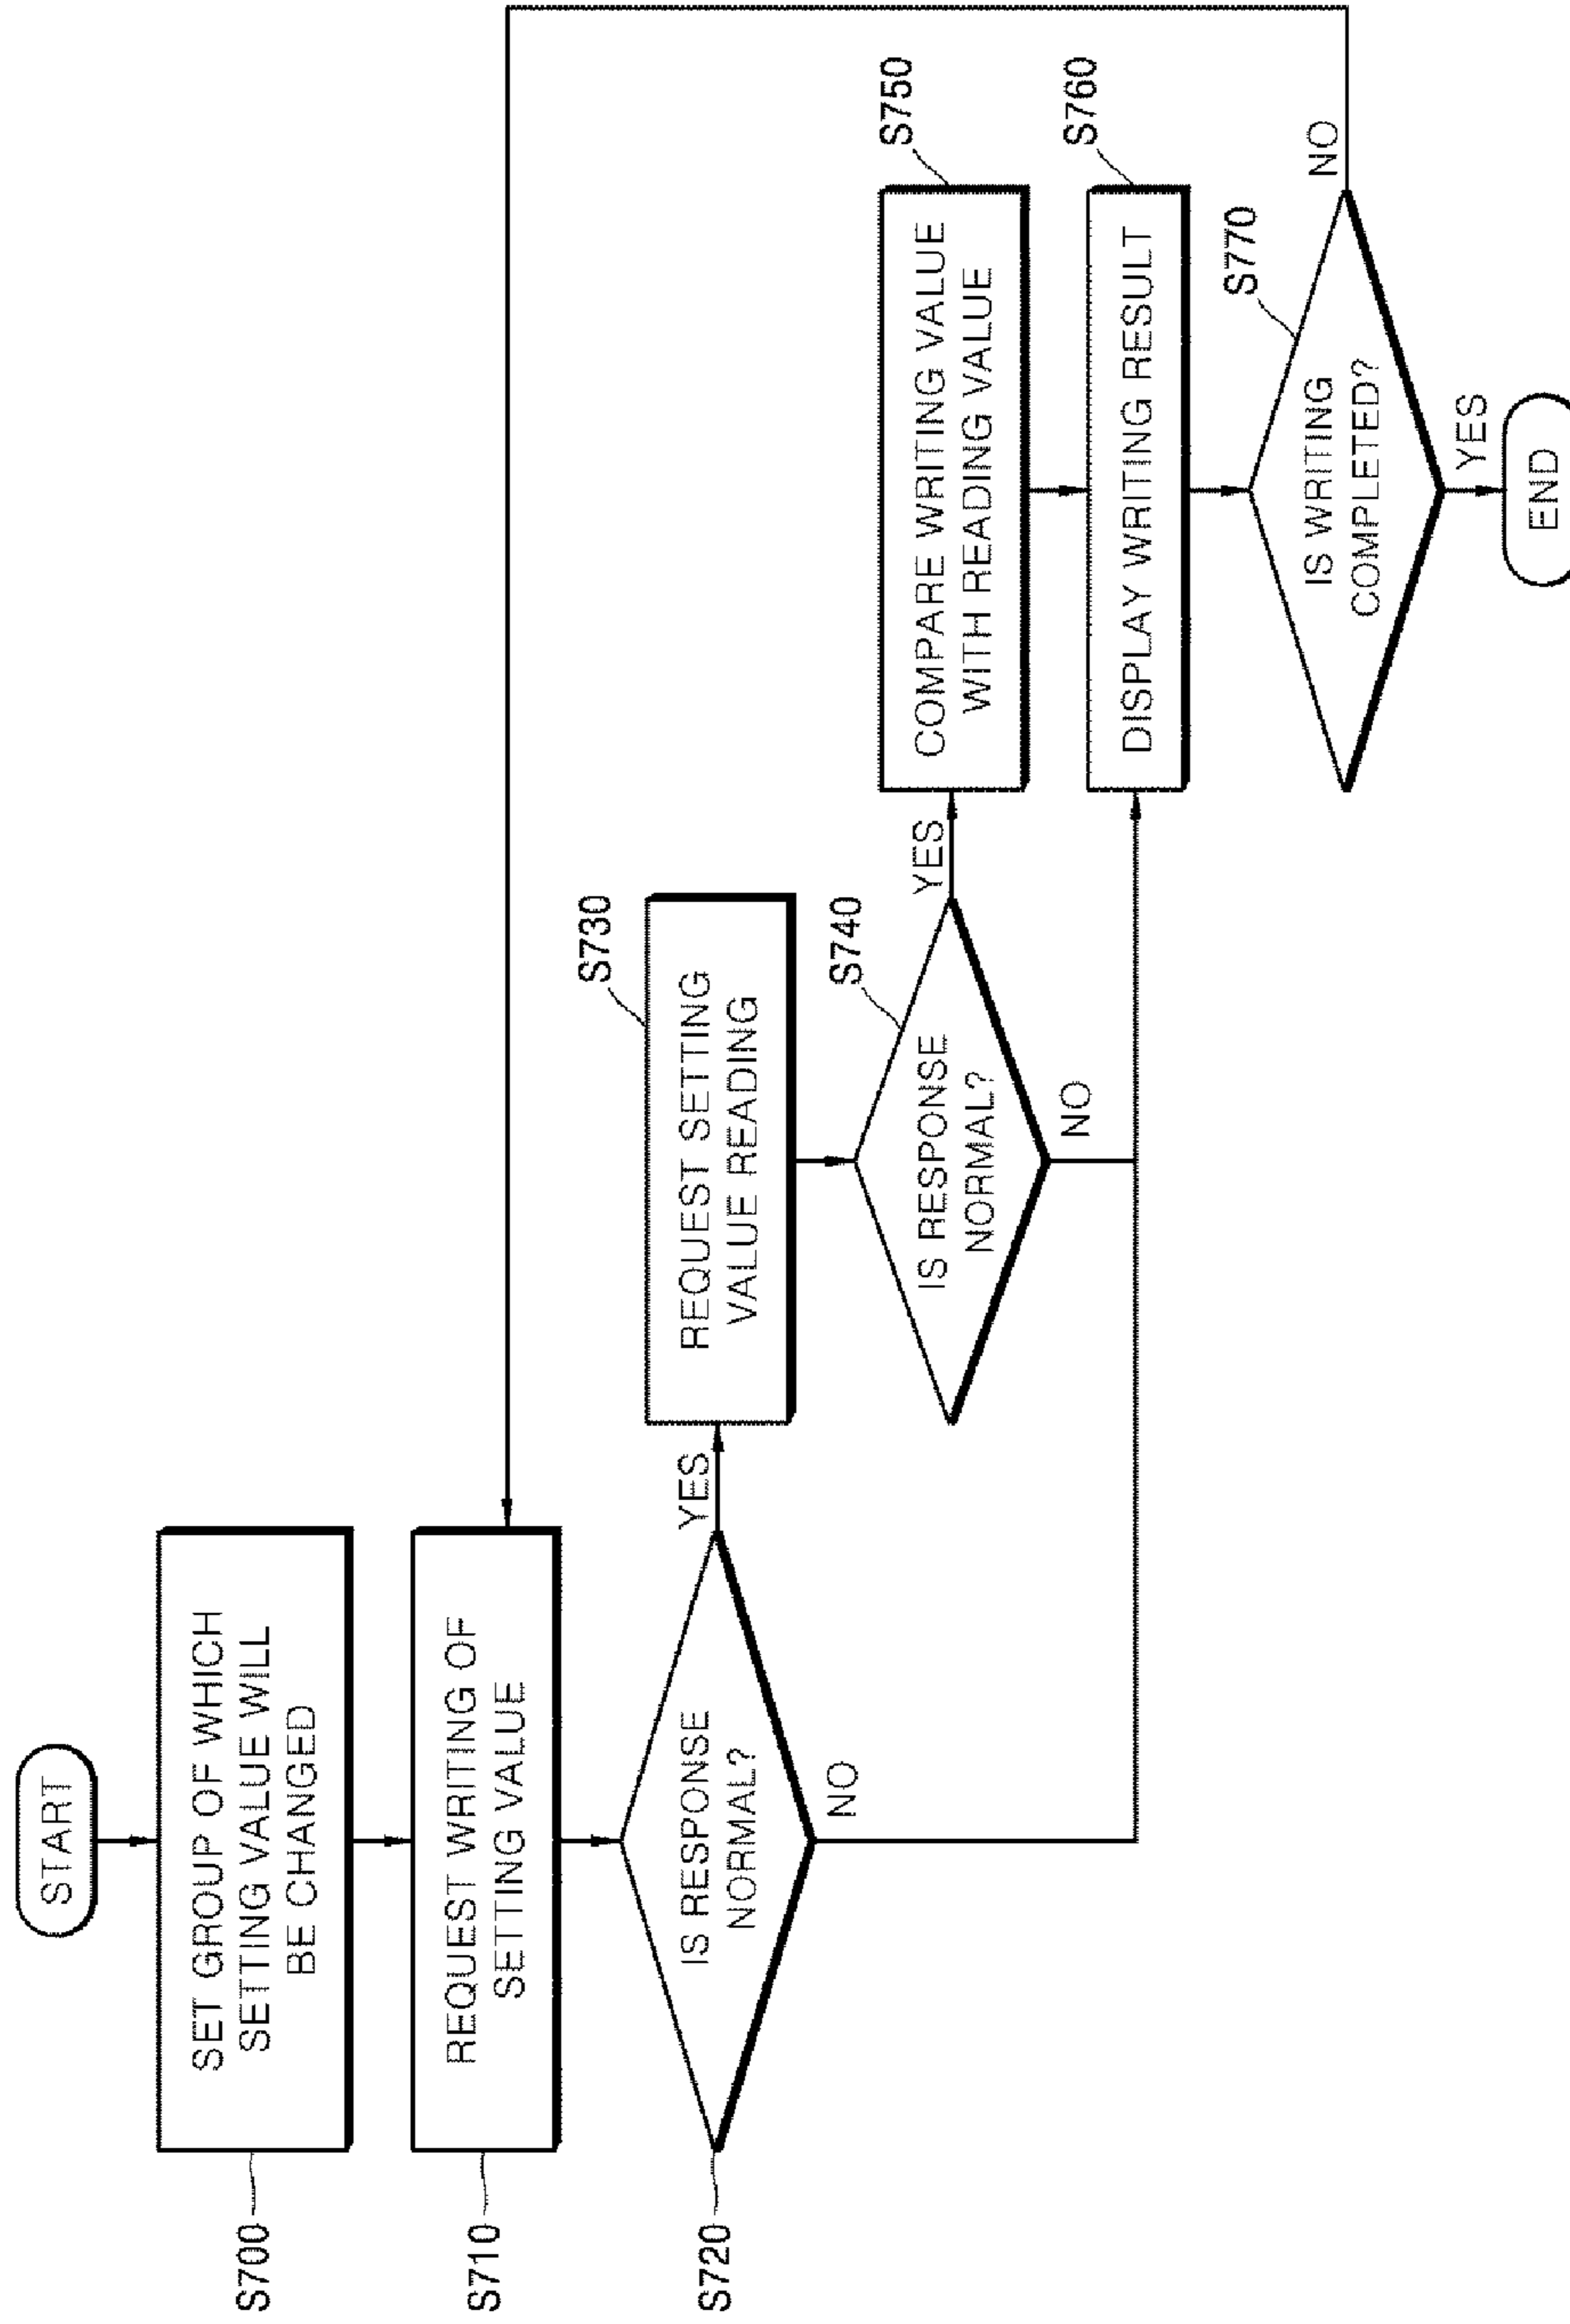 START
SET GROUP OF WHICH
SETTING VALUE WILL
BE CHANGED
S700
REQUEST WRITING OF
SETTING VALUE
S710
IS RESPONSE
NORMAL?
S720
YES
NO
REQUEST SETTING
VALUE READING
S730
IS RESPONSE
NORMAL?
S740
YES
NO
COMPARE WRITING VALUE
WITH READING VALUE
S750
DISPLAY WRITING RESULT
S760
IS WRITING
COMPLETED?
S770
NO
YES
END